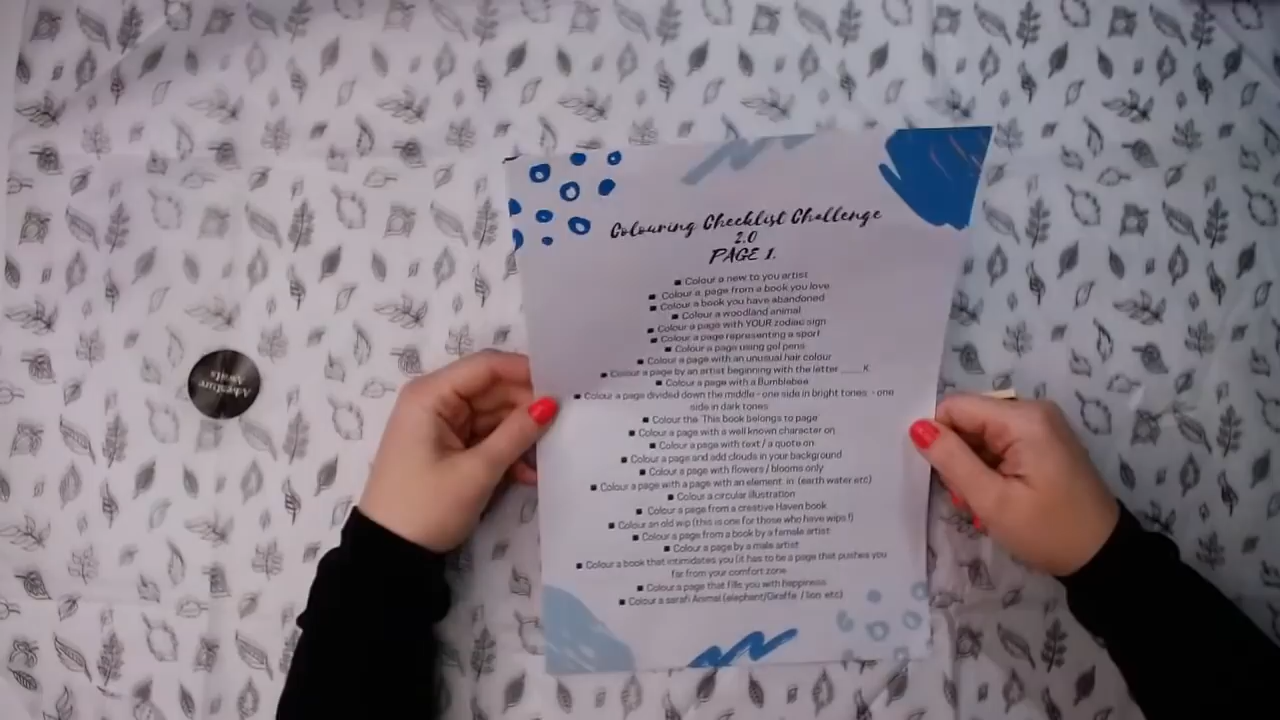 Colouring Checklist Challenge
2.0
PAGE 1.
Colour a new to you artist
Colour a page from a book you love
Colour a book you have abandoned
Colour a woodland animal
Colour a page with YOUR zodiac sign
Colour a page representing a sport
Colour a page using gel pens
Colour a page with an unusual hair colour
Colour a page by an artist beginning with the letter ____ K
Colour a page with a Bumblebee
Colour a page divided down the middle - one side in bright tones - one
side in dark tones
Colour the 'This book belongs to page'
Colour a page with a well known character on
Colour a page with text / a quote on
Colour a page and add clouds in your background
Colour a page with flowers / blooms only
Colour a page with a page with an element in (earth water etc)
Colour a circular illustration
Colour a page from a creative Haven book
Colour an old wip (this is one for those who have wips !)
Colour a page from a book by a female artist
Colour a page by a male artist
Colour a book that intimidates you (it has to be a page that pushes you
far from your comfort zone
Colour a page that fills you with happiness
Colour a sarafi Animal (elephant/Giraffe / lion etc)
Adventure
Awaits